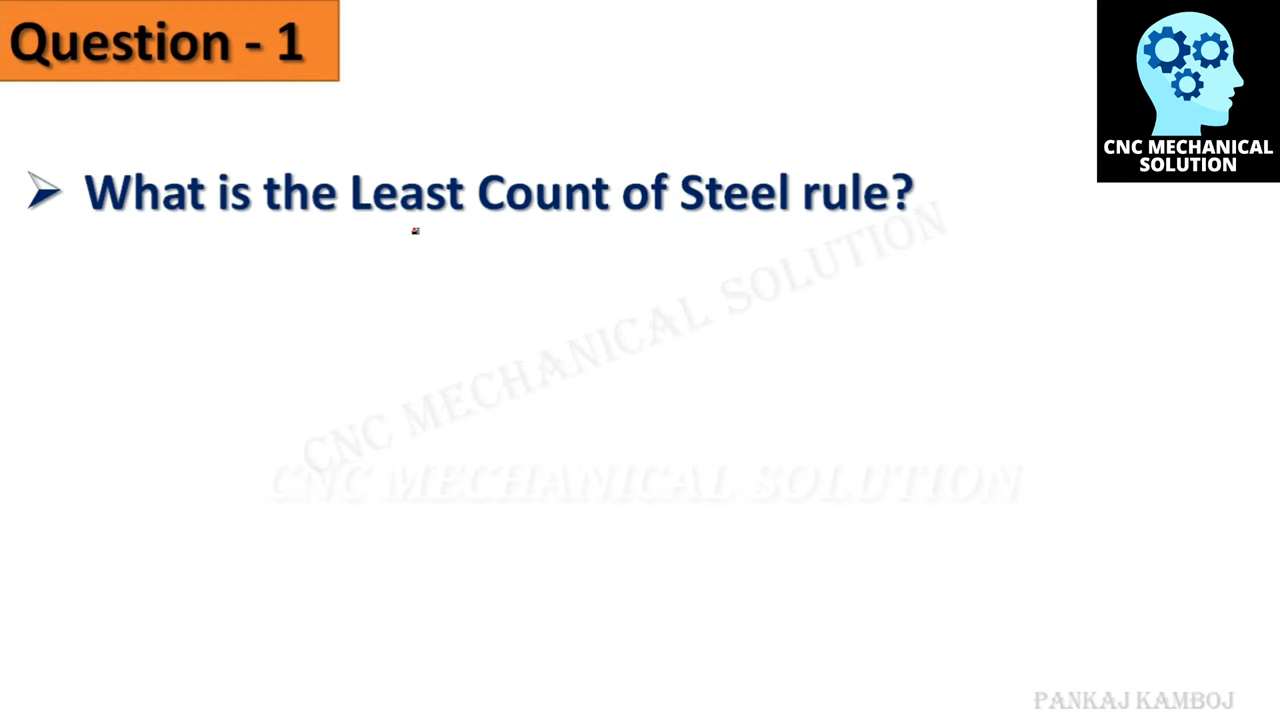 Question - 1
CNC MECHANICAL
SOLUTION
What is the Least Count of Steel rule?
CNC MECHANICAL SOLUTION
CNC MECHANICAL SOLUTION
PANKAJ KAMBOJ